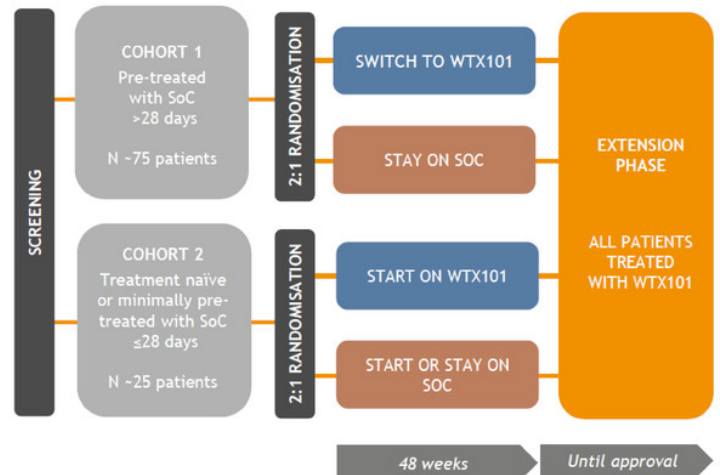 SCREENING
COHORT 1
Pre-treated
with SoC
>28 days
N ~75 patients
2:1 RANDOMISATION
SWITCH TO WTX101
STAY ON SOC
COHORT 2
Treatment naïve
or minimally pre-
treated with SoC
≤28 days
N ~25 patients
2:1 RANDOMISATION
START ON WTX101
START OR STAY ON
SOC
EXTENSION
PHASE
ALL PATIENTS
TREATED
WITH WTX101
48 weeks
Until approval